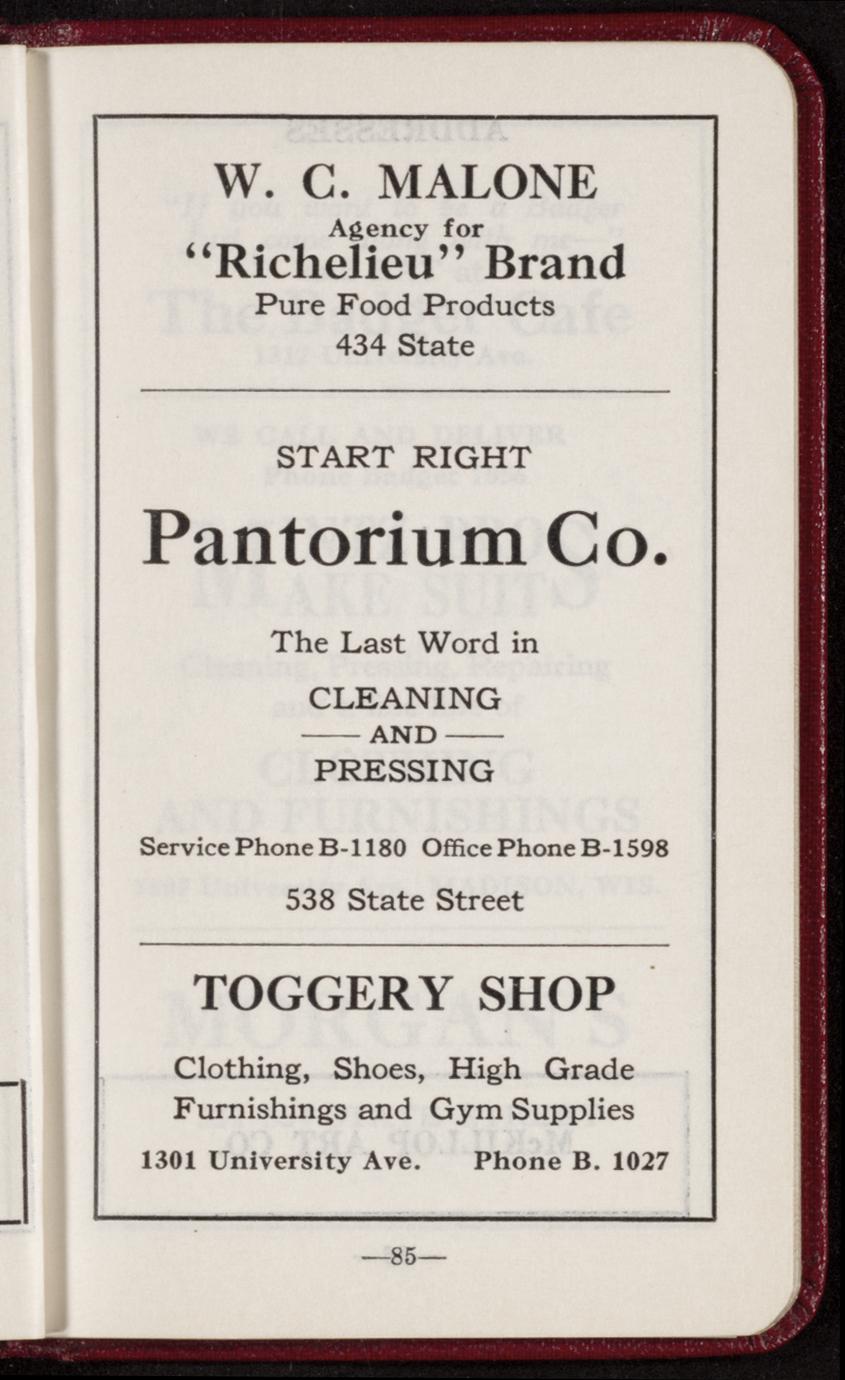 W. C. MALONE
Agency for
“Richelieu” Brand
Pure Food Products
434 State
START RIGHT
Pantorium Co.
The Last Word in
CLEANING
— AND —
PRESSING
Service Phone B-1180 Office Phone B-1598
538 State Street
TOGGERY SHOP
Clothing, Shoes, High Grade
Furnishings and Gym Supplies
1301 University Ave. Phone B. 1027
—85—